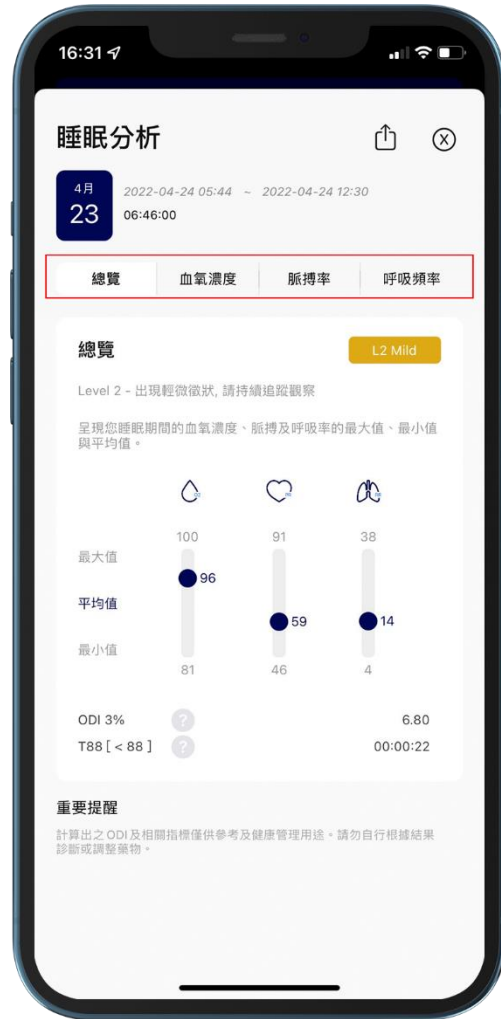 16:31
睡眠分析
4月
23
2022-04-24 05:44 ~ 2022-04-24 12:30
06:46:00
總覽 血氧濃度 脈搏率 呼吸頻率
總覽
L2 Mild
Level 2 - 出現輕微徵狀, 請持續追蹤觀察
呈現您睡眠期間的血氧濃度、脈搏及呼吸率的最大值、最小值
與平均值。
100 91 38
最大值
96
平均值
59 14
最小值
81 46 4
ODI 3% ? 6.80
T88 [ < 88 ] ? 00:00:22
重要提醒
計算出之 ODI 及相關指標僅供參考及健康管理用途。請勿自行根據結果
診斷或調整藥物。